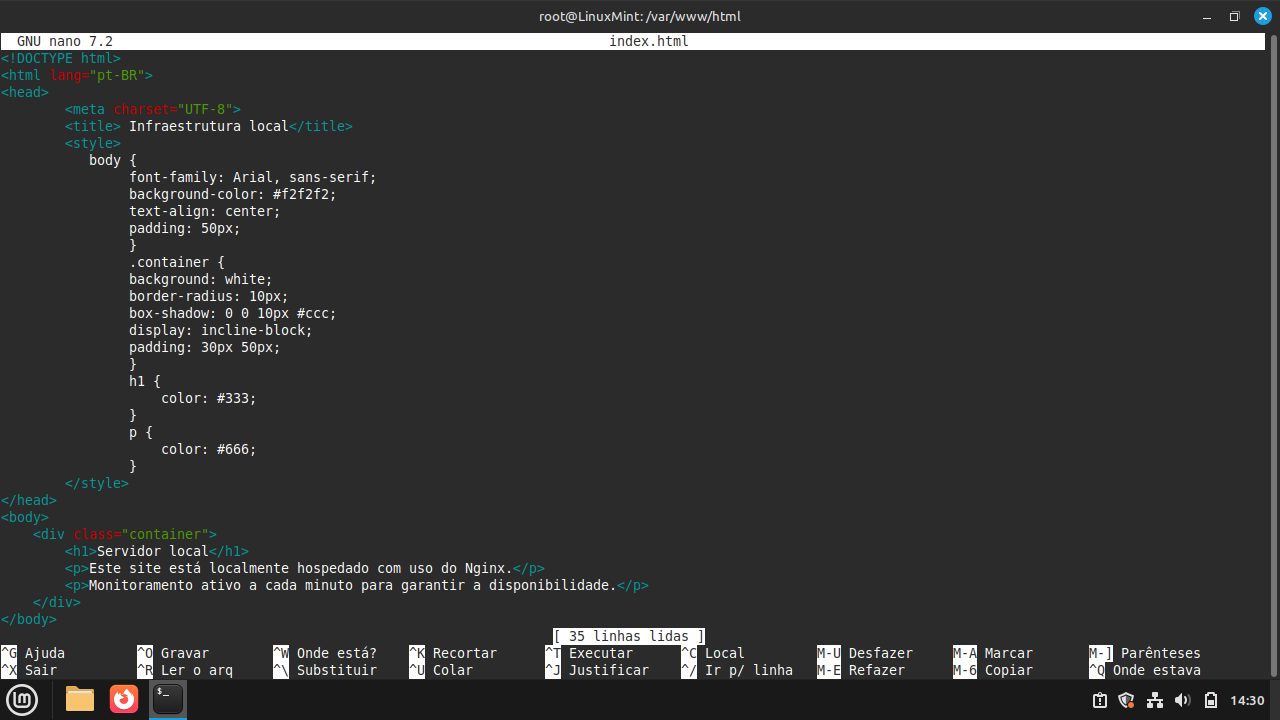 root@LinuxMint: /var/www/html
GNU nano 7.2 index.html
<!DOCTYPE html>
<html lang="pt-BR">
<head>
<meta charset="UTF-8">
<title> Infraestrutura local</title>
<style>
body {
font-family: Arial, sans-serif;
background-color: #f2f2f2;
text-align: center;
padding: 50px;
}
.container {
background: white;
border-radius: 10px;
box-shadow: 0 0 10px #ccc;
display: incline-block;
padding: 30px 50px;
}
h1 {
color: #333;
}
p {
color: #666;
}
</style>
</head>
<body>
<div class="container">
<h1>Servidor local</h1>
<p>Este site está localmente hospedado com uso do Nginx.</p>
<p>Monitoramento ativo a cada minuto para garantir a disponibilidade.</p>
</div>
</body>
[ 35 linhas lidas ]
^G Ajuda ^O Gravar ^W Onde está? ^K Recortar ^T Executar ^C Local M-U Desfazer M-A Marcar M-] Parênteses
^X Sair ^R Ler o arq ^\ Substituir ^U Colar ^J Justificar ^/ Ir p/ linha M-E Refazer M-6 Copiar ^Q Onde estava
14:30